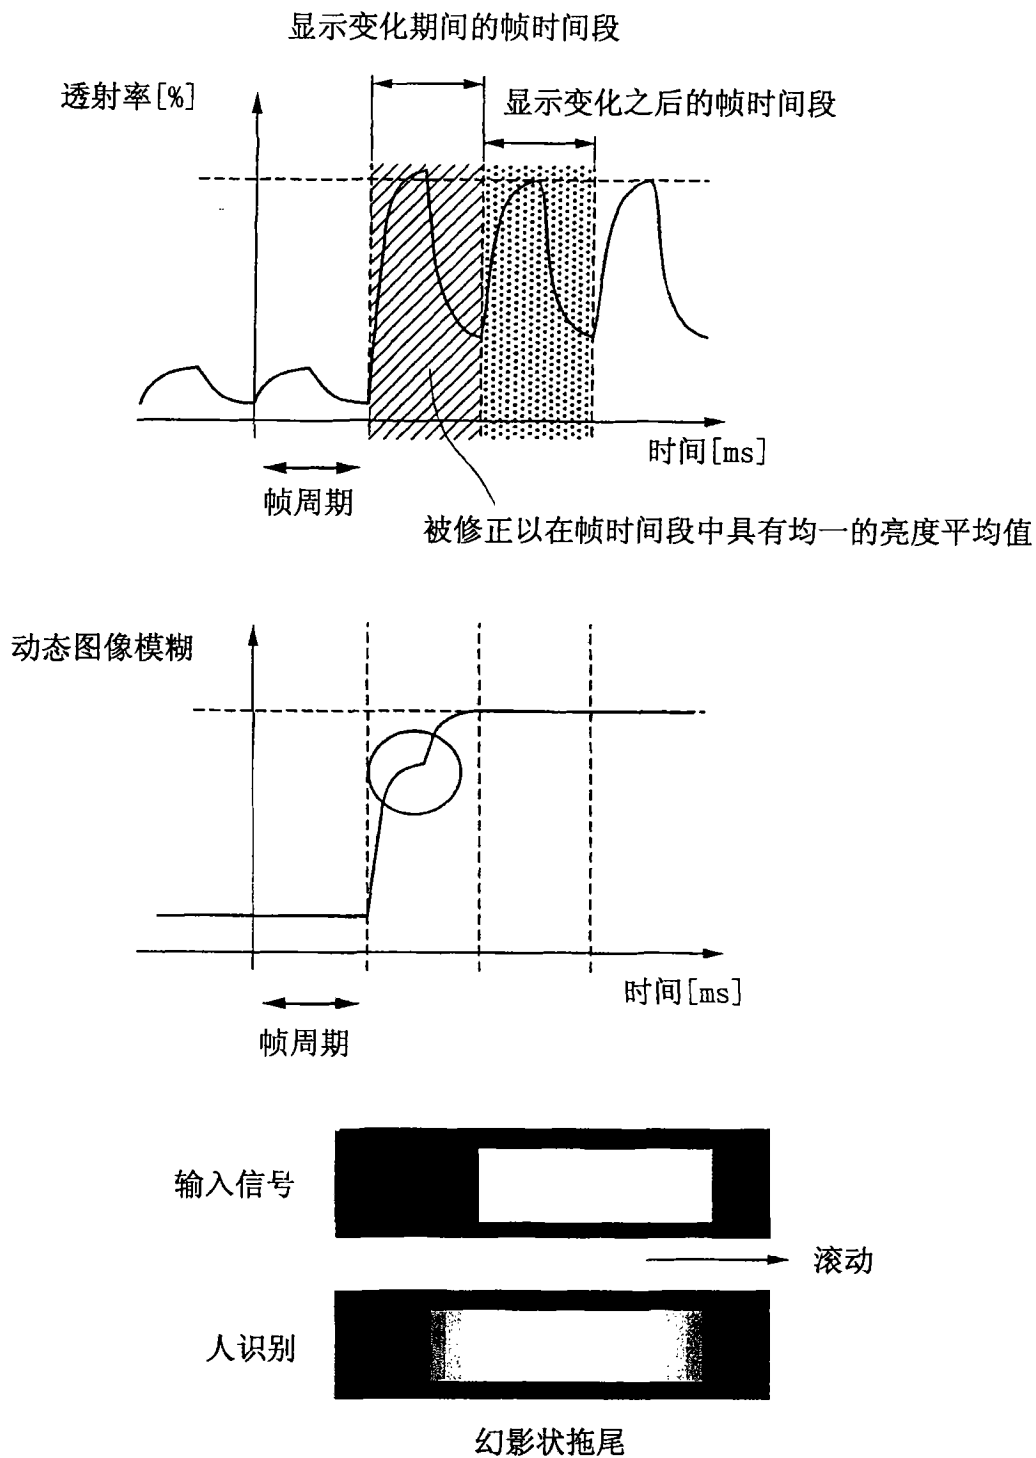 显示变化期间的帧时间段
透射率[%]
显示变化之后的帧时间段
时间[ms]
帧周期
被修正以在帧时间段中具有均一的亮度平均值
动态图像模糊
时间[ms]
帧周期
输入信号
滚动
人识别
幻影状拖尾